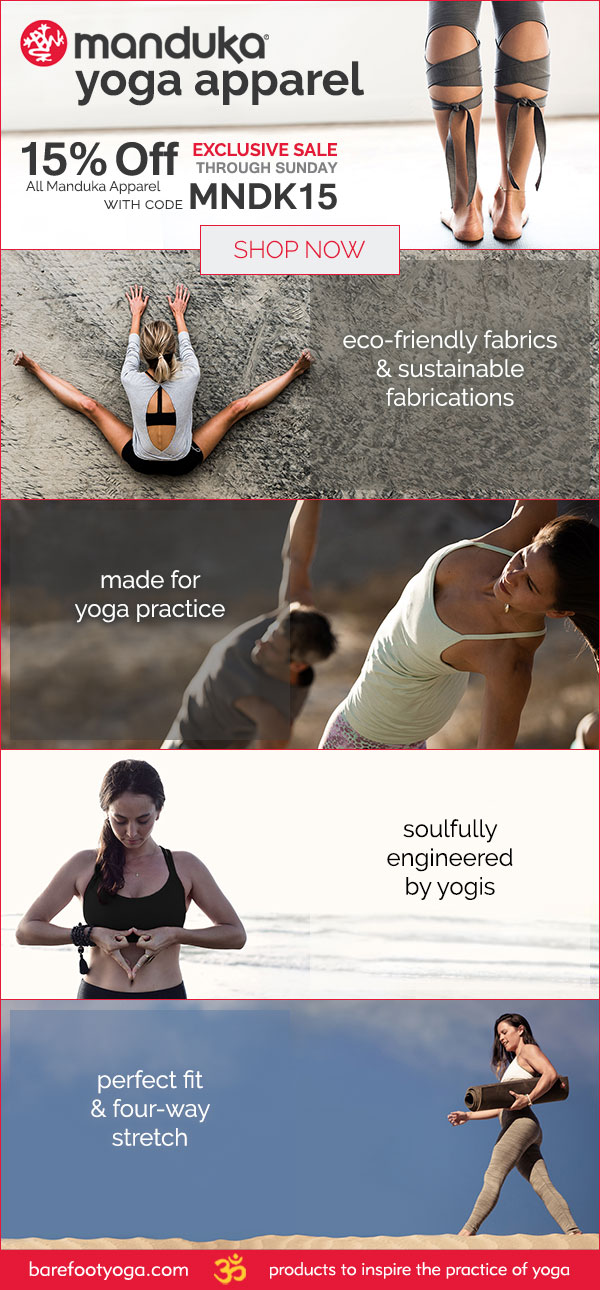 manduka®
yoga apparel
15% Off
EXCLUSIVE SALE
THROUGH SUNDAY
All Manduka Apparel
WITH CODE MNDK15
SHOP NOW
eco-friendly fabrics
& sustainable
fabrications
made for
yoga practice
soulfully
engineered
by yogis
perfect fit
& four-way
stretch
barefootyoga.com ॐ products to inspire the practice of yoga